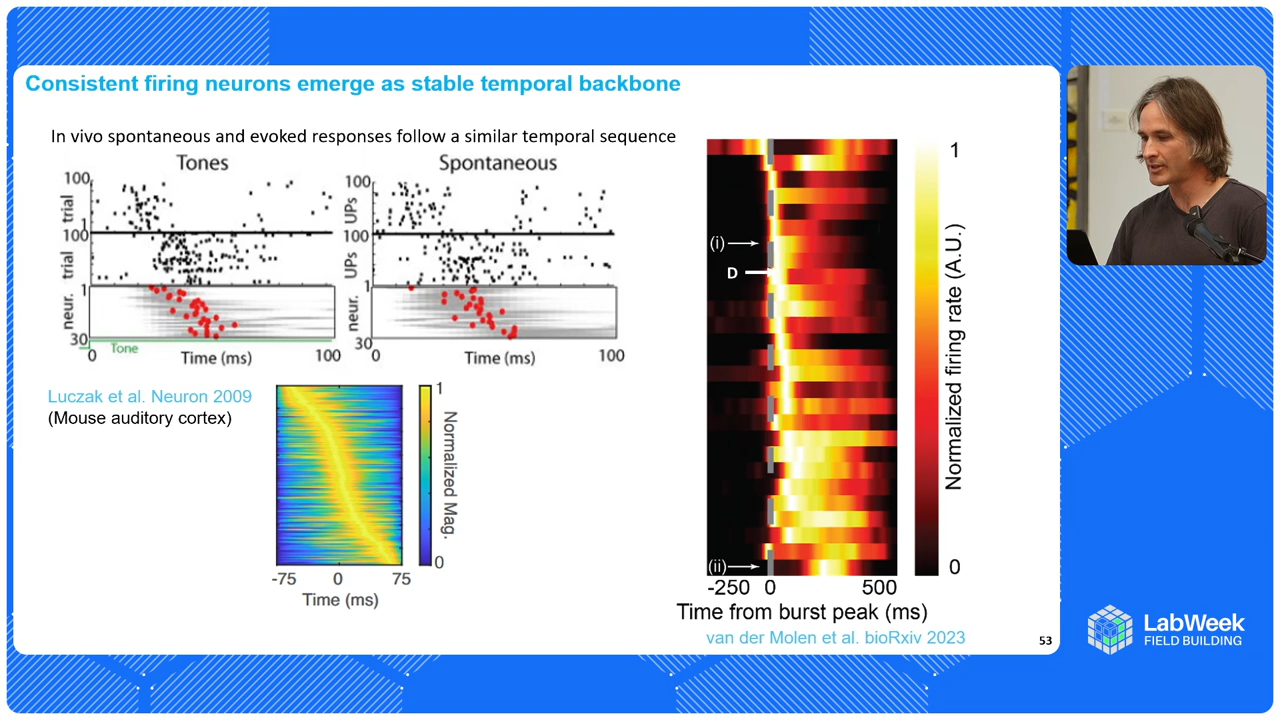 Consistent firing neurons emerge as stable temporal backbone
In vivo spontaneous and evoked responses follow a similar temporal sequence
Tones
Spontaneous
100
trial
1
100
trial
1
neur.
30
Tone
0
Time (ms)
100
100
UPs
1
100
UPs
1
neur.
30
0
Time (ms)
100
Luczak et al. Neuron 2009
(Mouse auditory cortex)
1
Normalized Mag.
0
-75 0 75
Time (ms)
(i)
D
(ii)
1
Normalized firing rate (A.U.)
0
-250 0 500
Time from burst peak (ms)
van der Molen et al. bioRxiv 2023
53
LabWeek
FIELD BUILDING